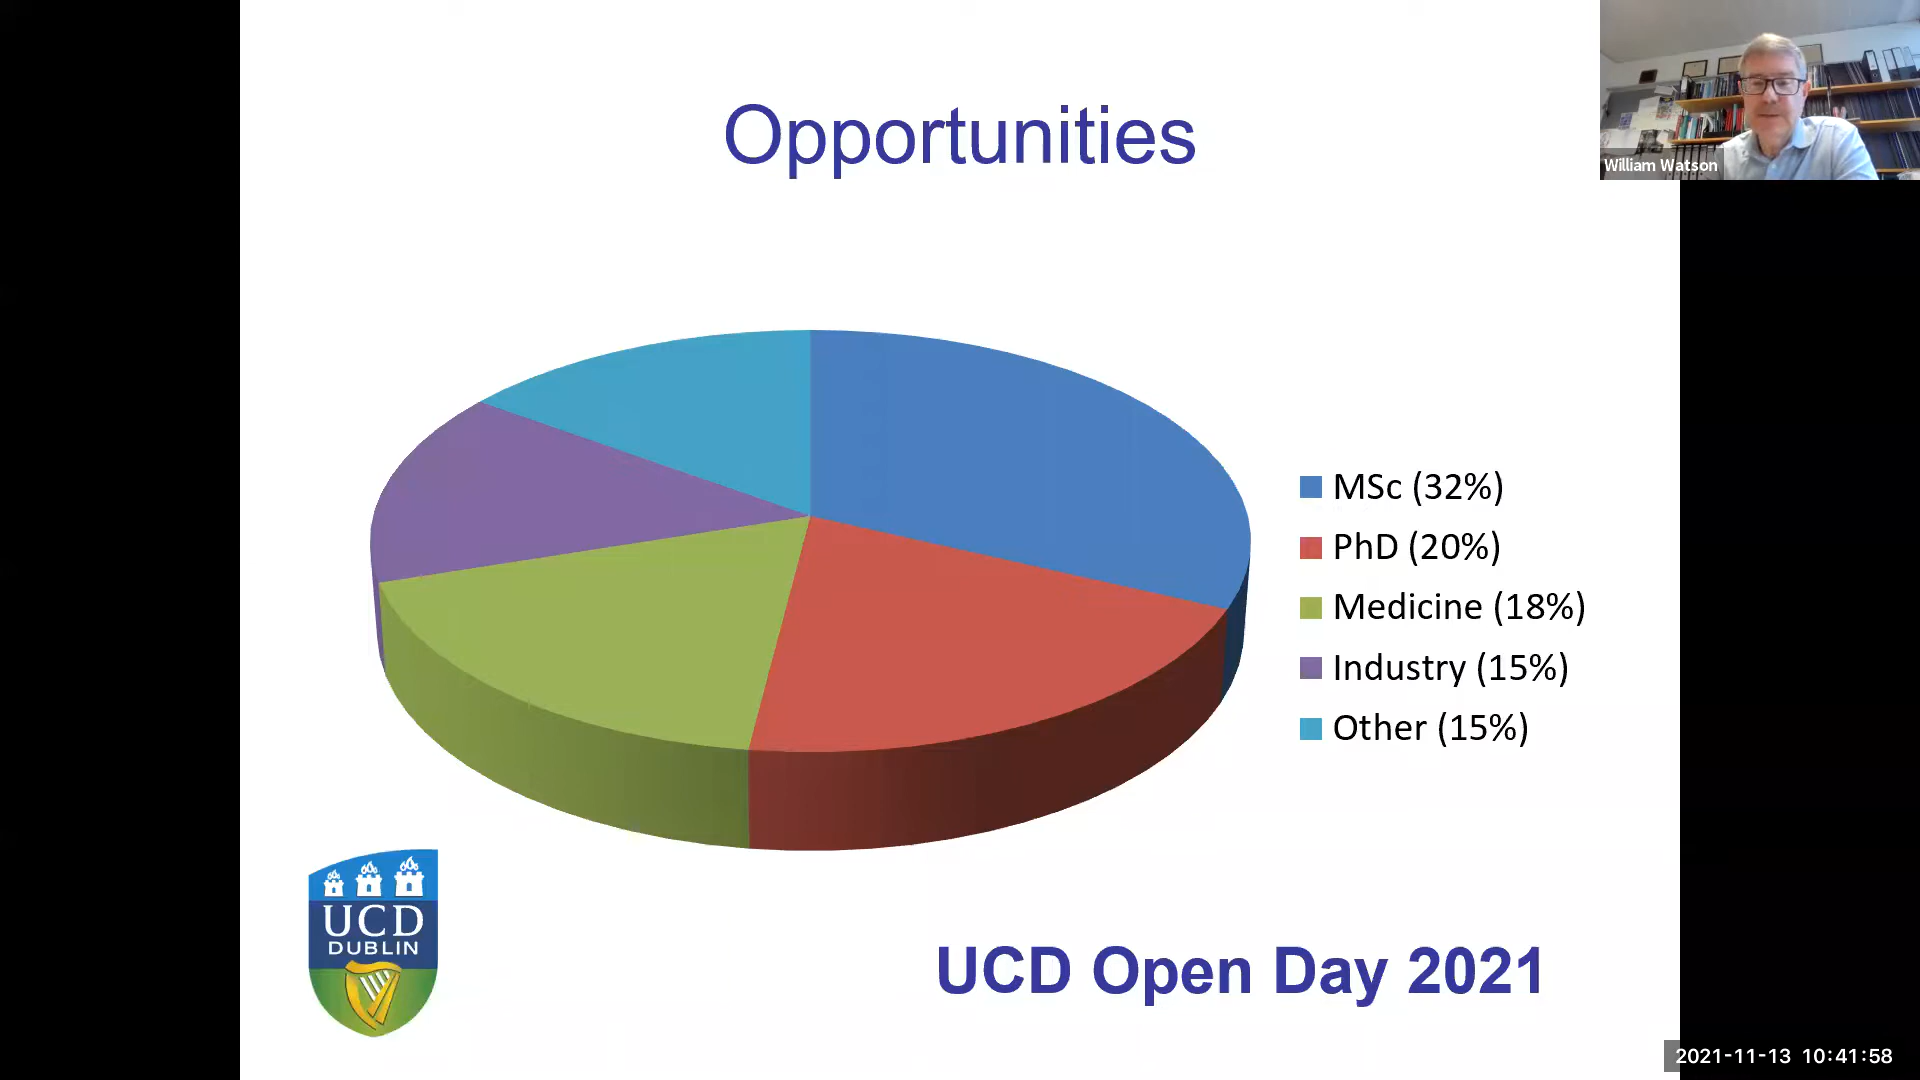 Opportunities
William Watson
MSc (32%)
PhD (20%)
Medicine (18%)
Industry (15%)
Other (15%)
UCD
DUBLIN
UCD Open Day 2021
2021-11-13 10:41:58